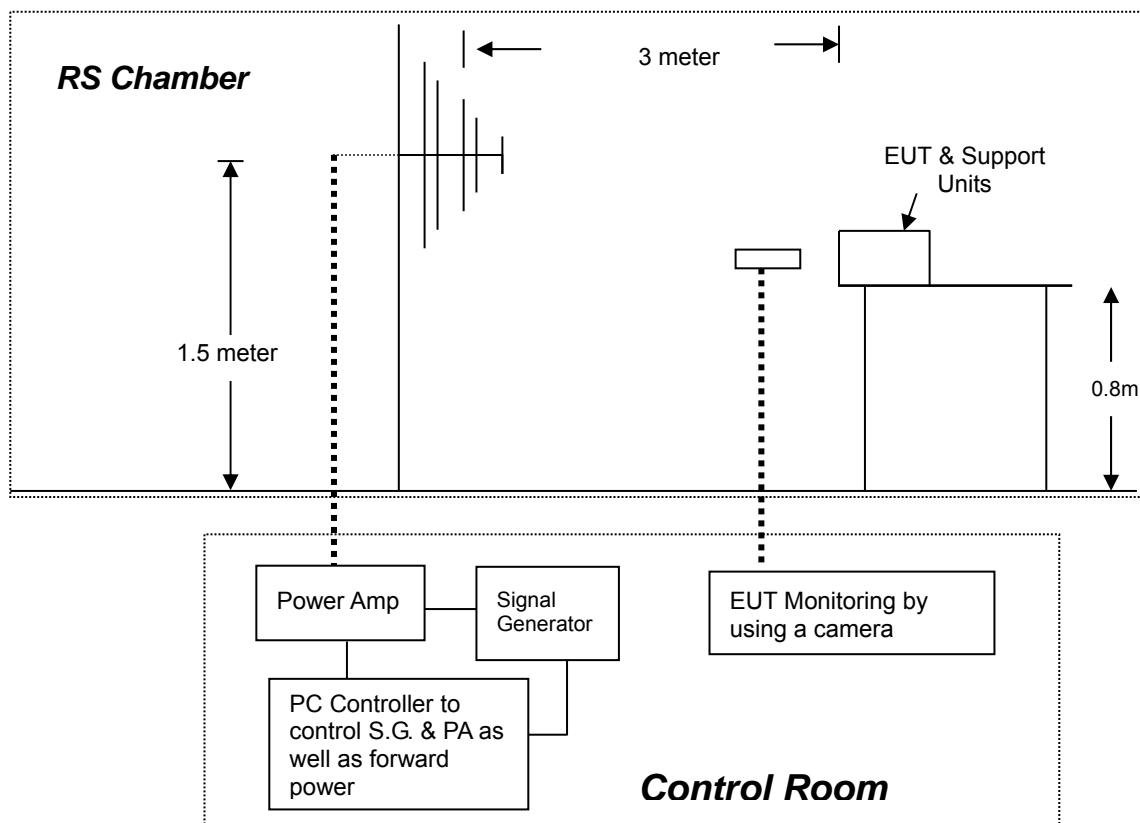 3 meter
RS Chamber
EUT & Support
Units
1.5 meter
0.8m
Power Amp
Signal
Generator
EUT Monitoring by
using a camera
PC Controller to
control S.G. & PA as
well as forward
power
Control Room